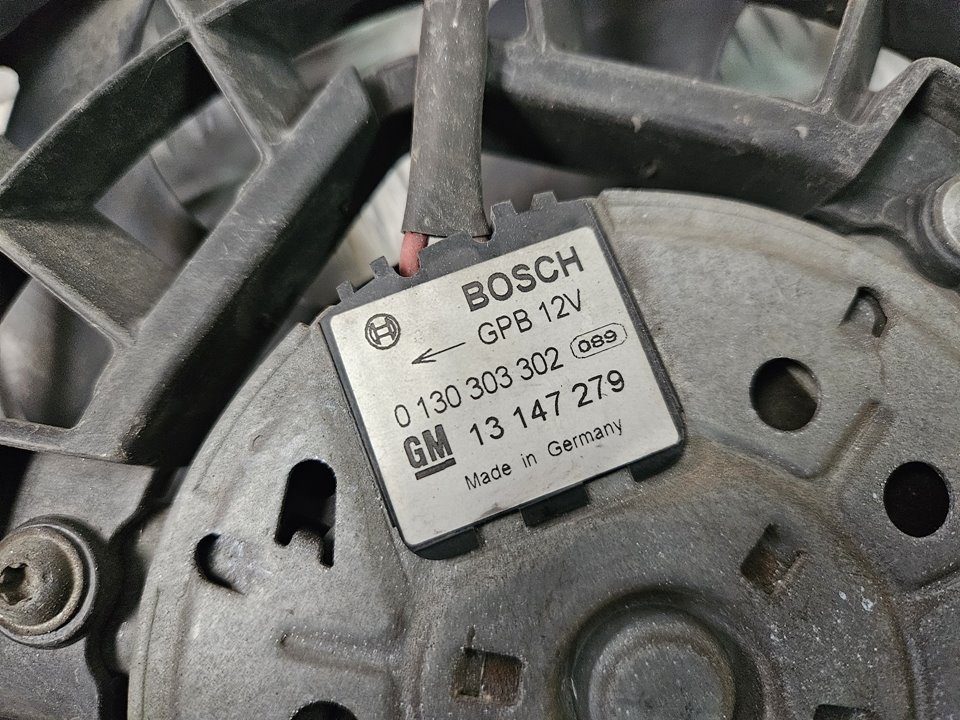 BOSCH
GPB 12V
0 130 303 302 089
GM 13 147 279
Made in Germany